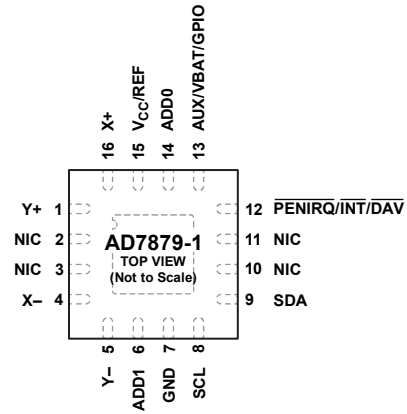 16 X+
15 VCC/REF
14 ADD0
13 AUX/VBAT/GPIO
Y+ 1
NIC 2
NIC 3
X– 4
AD7879-1
TOP VIEW
(Not to Scale)
12 PENIRQ/INT/DAV
11 NIC
10 NIC
9 SDA
Y– 5
ADD1 6
GND 7
SCL 8